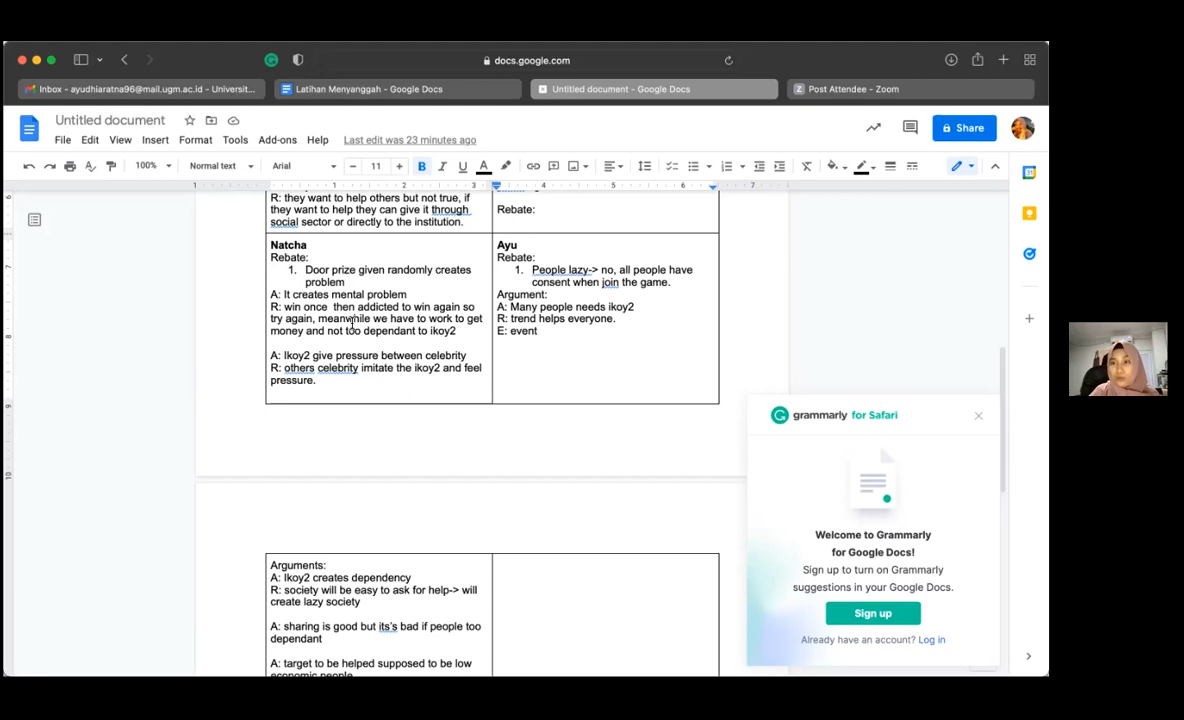 docs.google.com
Inbox - ayudhiaratna96@mail.ugm.ac.id - Universit...
Latihan Menyanggah - Google Docs
Untitled document - Google Docs
Post Attendee - Zoom
Untitled document
File Edit View Insert Format Tools Add-ons Help Last edit was 23 minutes ago
Share
100% Normal text Arial 11
R: they want to help others but not true, if
they want to help they can give it through
social sector or directly to the institution.
Rebate:
Natcha
Rebate:
1. Door prize given randomly creates
problem
A: It creates mental problem
R: win once then addicted to win again so
try again, meanwhile we have to work to get
money and not too dependant to ikoy2
A: Ikoy2 give pressure between celebrity
R: others celebrity imitate the ikoy2 and feel
pressure.
Ayu
Rebate:
1. People lazy-> no, all people have
consent when join the game.
Argument:
A: Many people needs ikoy2
R: trend helps everyone.
E: event
Arguments:
A: Ikoy2 creates dependency
R: society will be easy to ask for help-> will
create lazy society
A: sharing is good but its's bad if people too
dependant
A: target to be helped supposed to be low
economic people
grammarly for Safari
Welcome to Grammarly
for Google Docs!
Sign up to turn on Grammarly
suggestions in your Google Docs.
Sign up
Already have an account? Log in